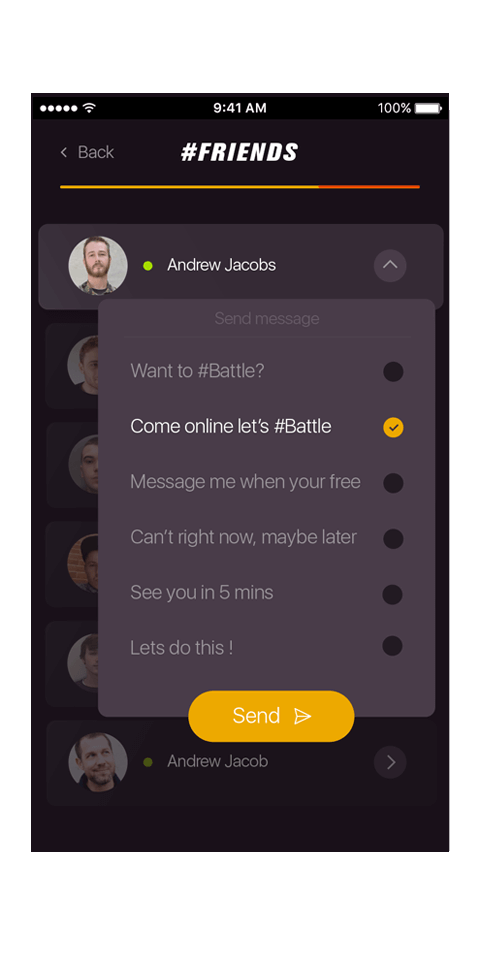 9:41 AM
100%
Back
#FRIENDS
Andrew Jacobs
Send message
Want to #Battle?
Come online let’s #Battle
Message me when your free
Can’t right now, maybe later
See you in 5 mins
Lets do this !
Send
Andrew Jacob